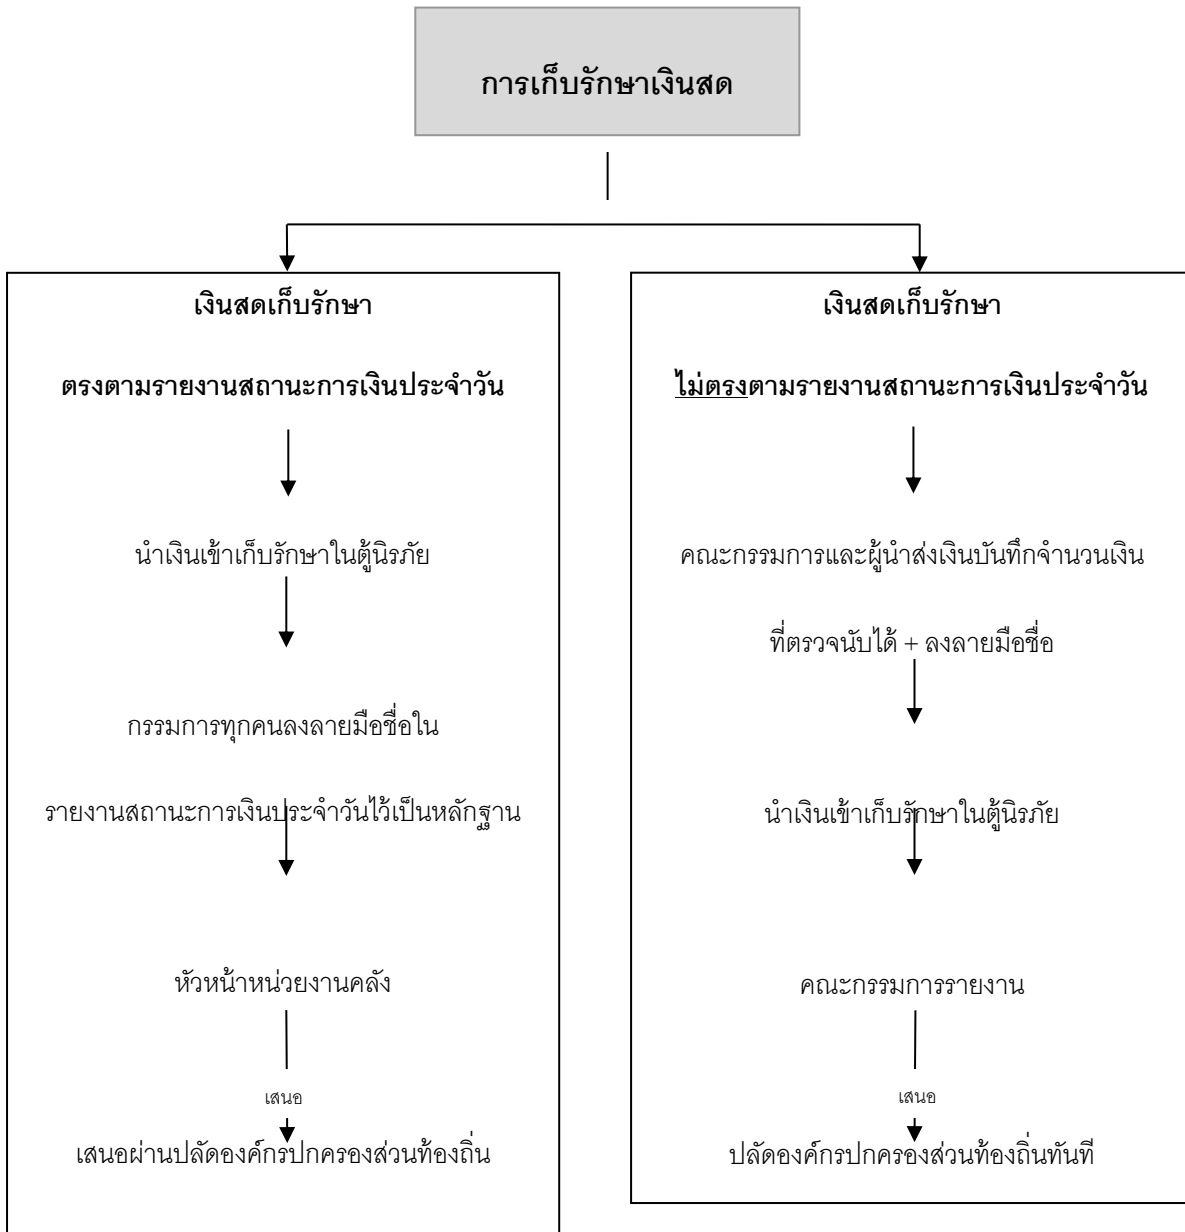 การเก็บรักษาเงินสด
เงินสดเก็บรักษา
ตรงตามรายงานสถานะการเงินประจำวัน
นำเงินเข้าเก็บรักษาในตู้นิรภัย
กรรมการทุกคนลงลายมือชื่อใน
รายงานสถานะการเงินประจำวันไว้เป็นหลักฐาน
หัวหน้าหน่วยงานคลัง
เสนอ
เสนอผ่านปลัดองค์กรปกครองส่วนท้องถิ่น
เงินสดเก็บรักษา
ไม่ตรงตามรายงานสถานะการเงินประจำวัน
คณะกรรมการและผู้นำส่งเงินบันทึกจำนวนเงิน
ที่ตรวจนับได้ + ลงลายมือชื่อ
นำเงินเข้าเก็บรักษาในตู้นิรภัย
คณะกรรมการรายงาน
เสนอ
ปลัดองค์กรปกครองส่วนท้องถิ่นทันที